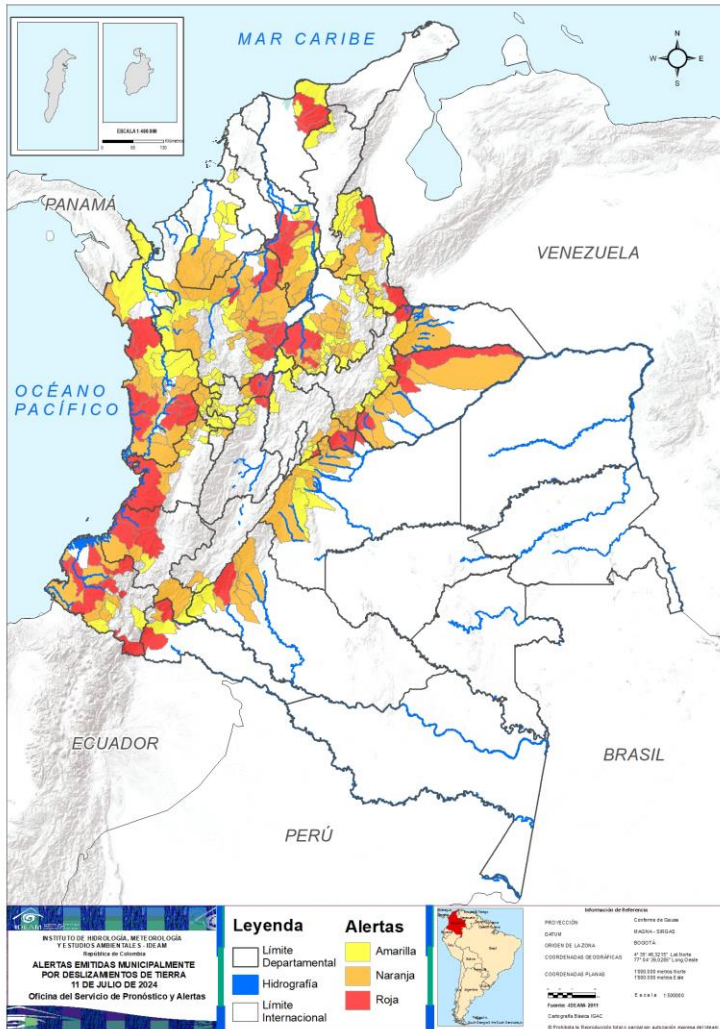 MAR CARIBE
N
W
E
S
ESCALA 1:400.000
PANAMÁ
VENEZUELA
OCÉANO
PACÍFICO
ECUADOR
BRASIL
PERÚ
IDEAM
INSTITUTO DE HIDROLOGÍA, METEOROLOGÍA
Y ESTUDIOS AMBIENTALES - IDEAM
República de Colombia
ALERTAS EMITIDAS MUNICIPALMENTE
POR DESLIZAMIENTOS DE TIERRA
11 DE JULIO DE 2024
Oficina del Servicio de Pronóstico y Alertas
Leyenda
Límite
Departamental
Hidrografía
Límite
Internacional
Alertas
Amarilla
Naranja
Roja
Información de Referencia
PROYECCIÓN Conforme de Gauss
DATUM MAGNA - SIRGAS
ORIGEN DE LA ZONA BOGOTÁ
COORDENADAS GEOGRÁFICAS
COORDENADAS PLANAS
Escala
Fuente: IDEAM 2011
Cartografía Básica IGAC